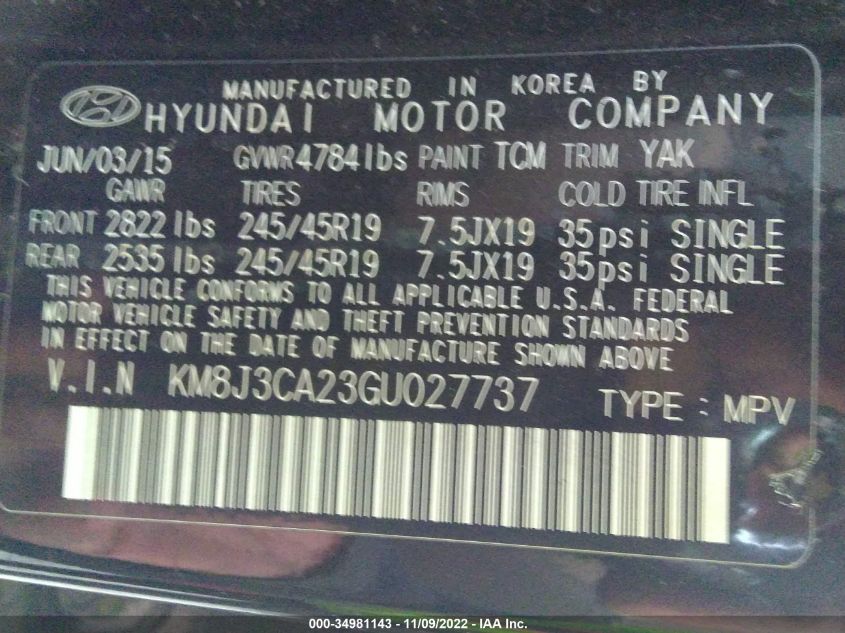 MANUFACTURED IN KOREA BY
HYUNDAI MOTOR COMPANY
JUN/03/15 GVWR4784lbs PAINT TCM TRIM YAK
GAWR TIRES RIMS COLD TIRE INFL
FRONT 2822 lbs 245/45R19 7.5JX19 35psi SINGLE
REAR 2535 lbs 245/45R19 7.5JX19 35psi SINGLE
THIS VEHICLE CONFORMS TO ALL APPLICABLE U.S.A. FEDERAL
MOTOR VEHICLE SAFETY AND THEFT PREVENTION STANDARDS
IN EFFECT ON THE DATE OF MANUFACTURE SHOWN ABOVE
V.I.N KM8J3CA23GU027737 TYPE : MPV
000-34981143 - 11/09/2022 - IAA Inc.